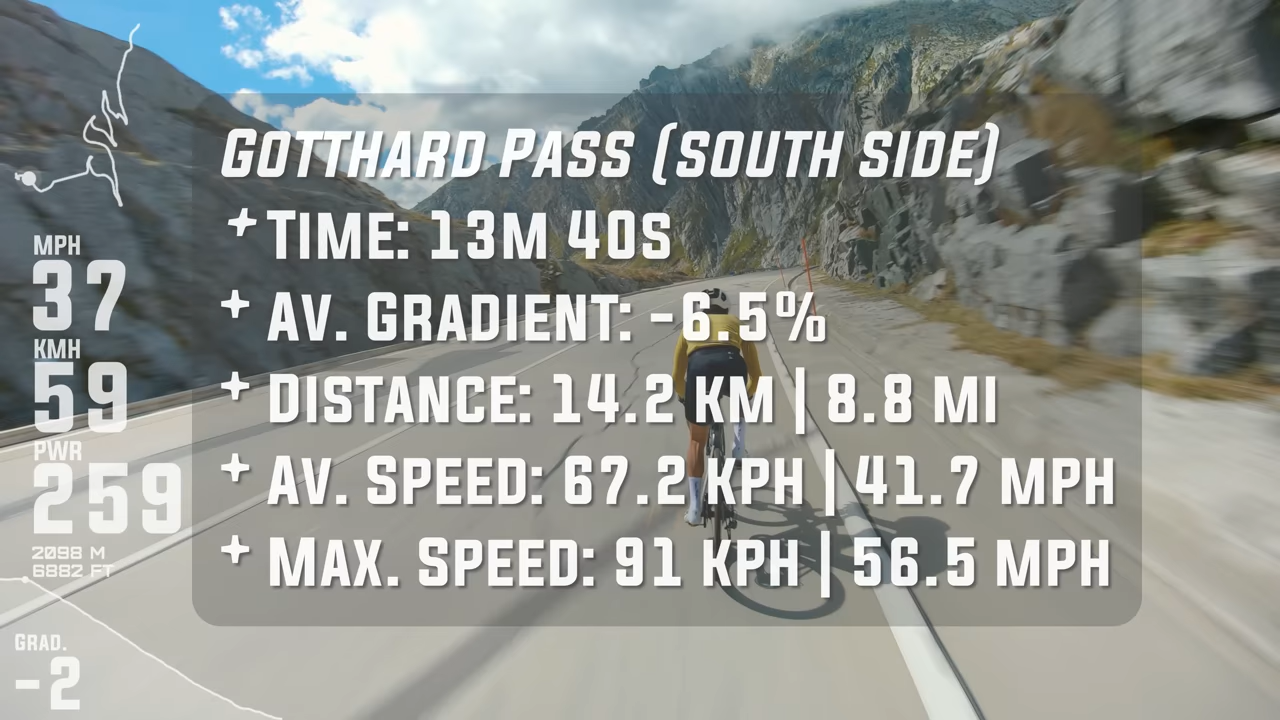 GOTTHARD PASS (SOUTH SIDE)
TIME: 13M 40S
AV. GRADIENT: -6.5%
DISTANCE: 14.2 KM | 8.8 MI
AV. SPEED: 67.2 KPH | 41.7 MPH
MAX. SPEED: 91 KPH | 56.5 MPH
MPH
37
KMH
59
PWR
259
2098 M
6882 FT
GRAD.
-2